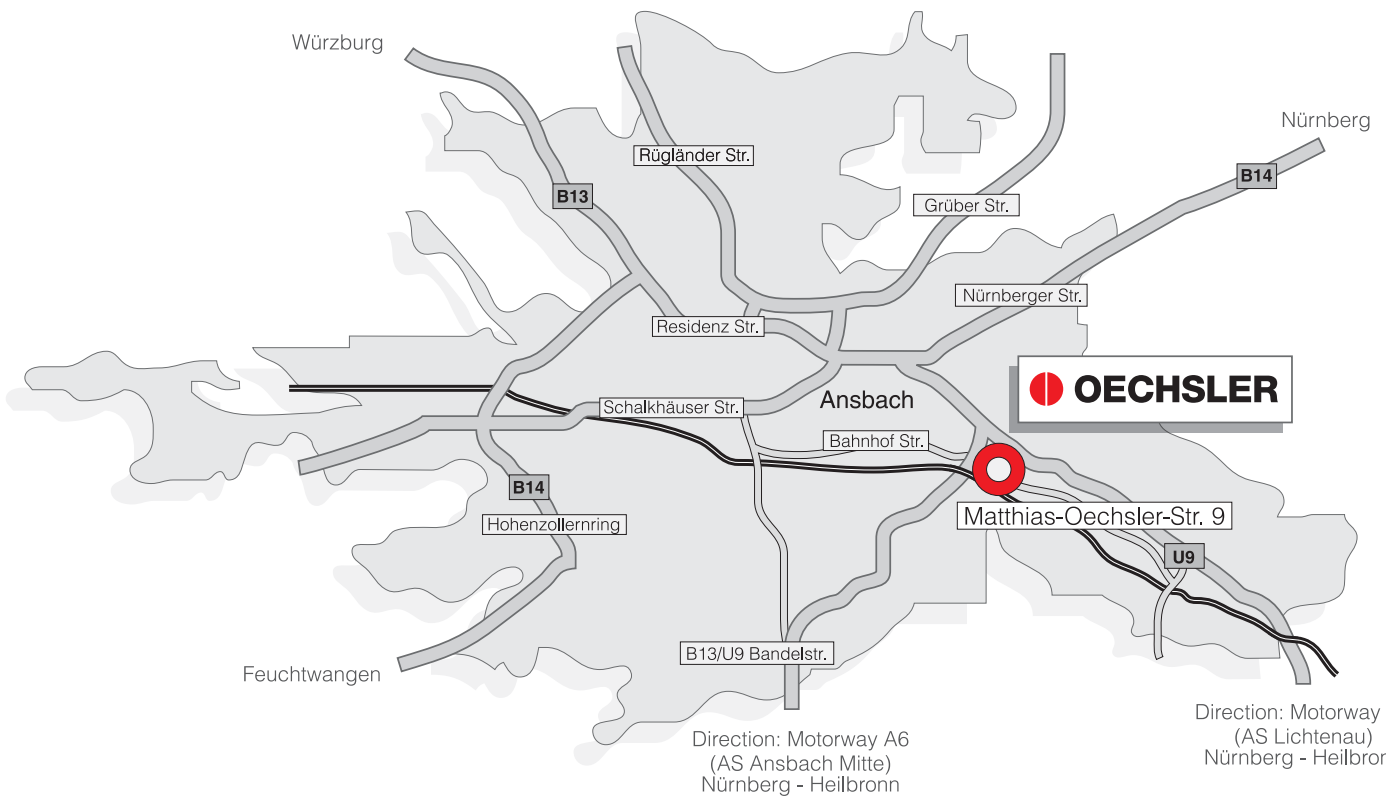 Würzburg
Nürnberg
Rügländer Str.
B14
B13
Grüber Str.
Nürnberger Str.
Residenz Str.
OECHSLER
Ansbach
Schalkhäuser Str.
Bahnhof Str.
B14
Matthias-Oechsler-Str. 9
Hohenzollernring
U9
B13/U9 Bandelstr.
Feuchtwangen
Direction: Motorway A6
(AS Ansbach Mitte)
Nürnberg - Heilbronn
Direction: Motorway
(AS Lichtenau)
Nürnberg - Heilbror